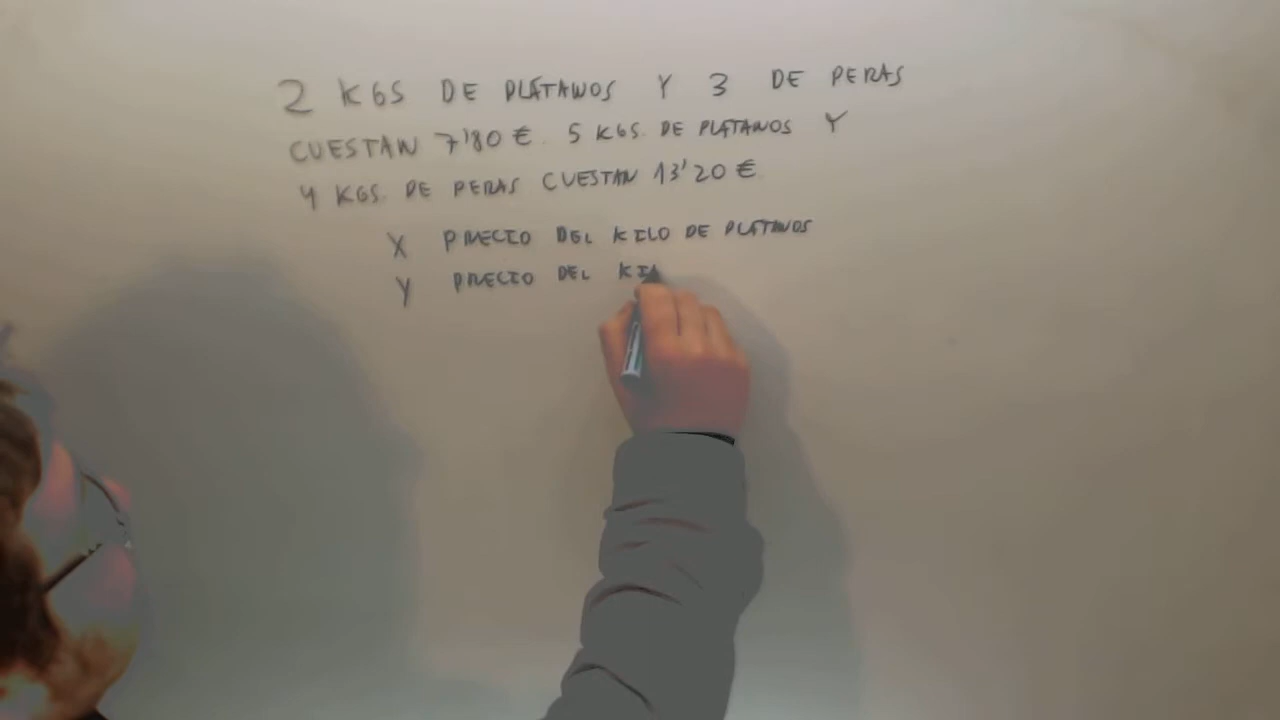 2 KGS DE PLÁTANOS Y 3 DE PERAS
CUESTAN 7'80 €. 5 KGS. DE PLÁTANOS Y
4 KGS. DE PERAS CUESTAN 13'20 €.
X PRECIO DEL KILO DE PLÁTANOS
Y PRECIO DEL KIL